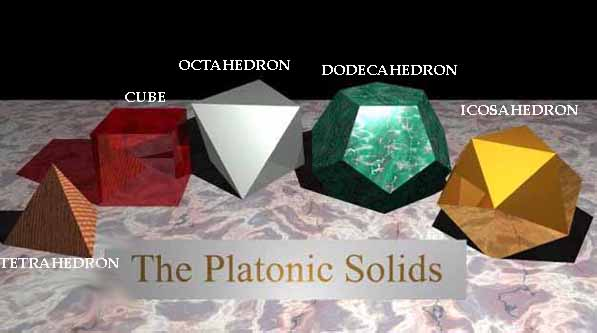 OCTAHEDRON
DODECAHEDRON
CUBE
ICOSAHEDRON
TETRAHEDRON
The Platonic Solids